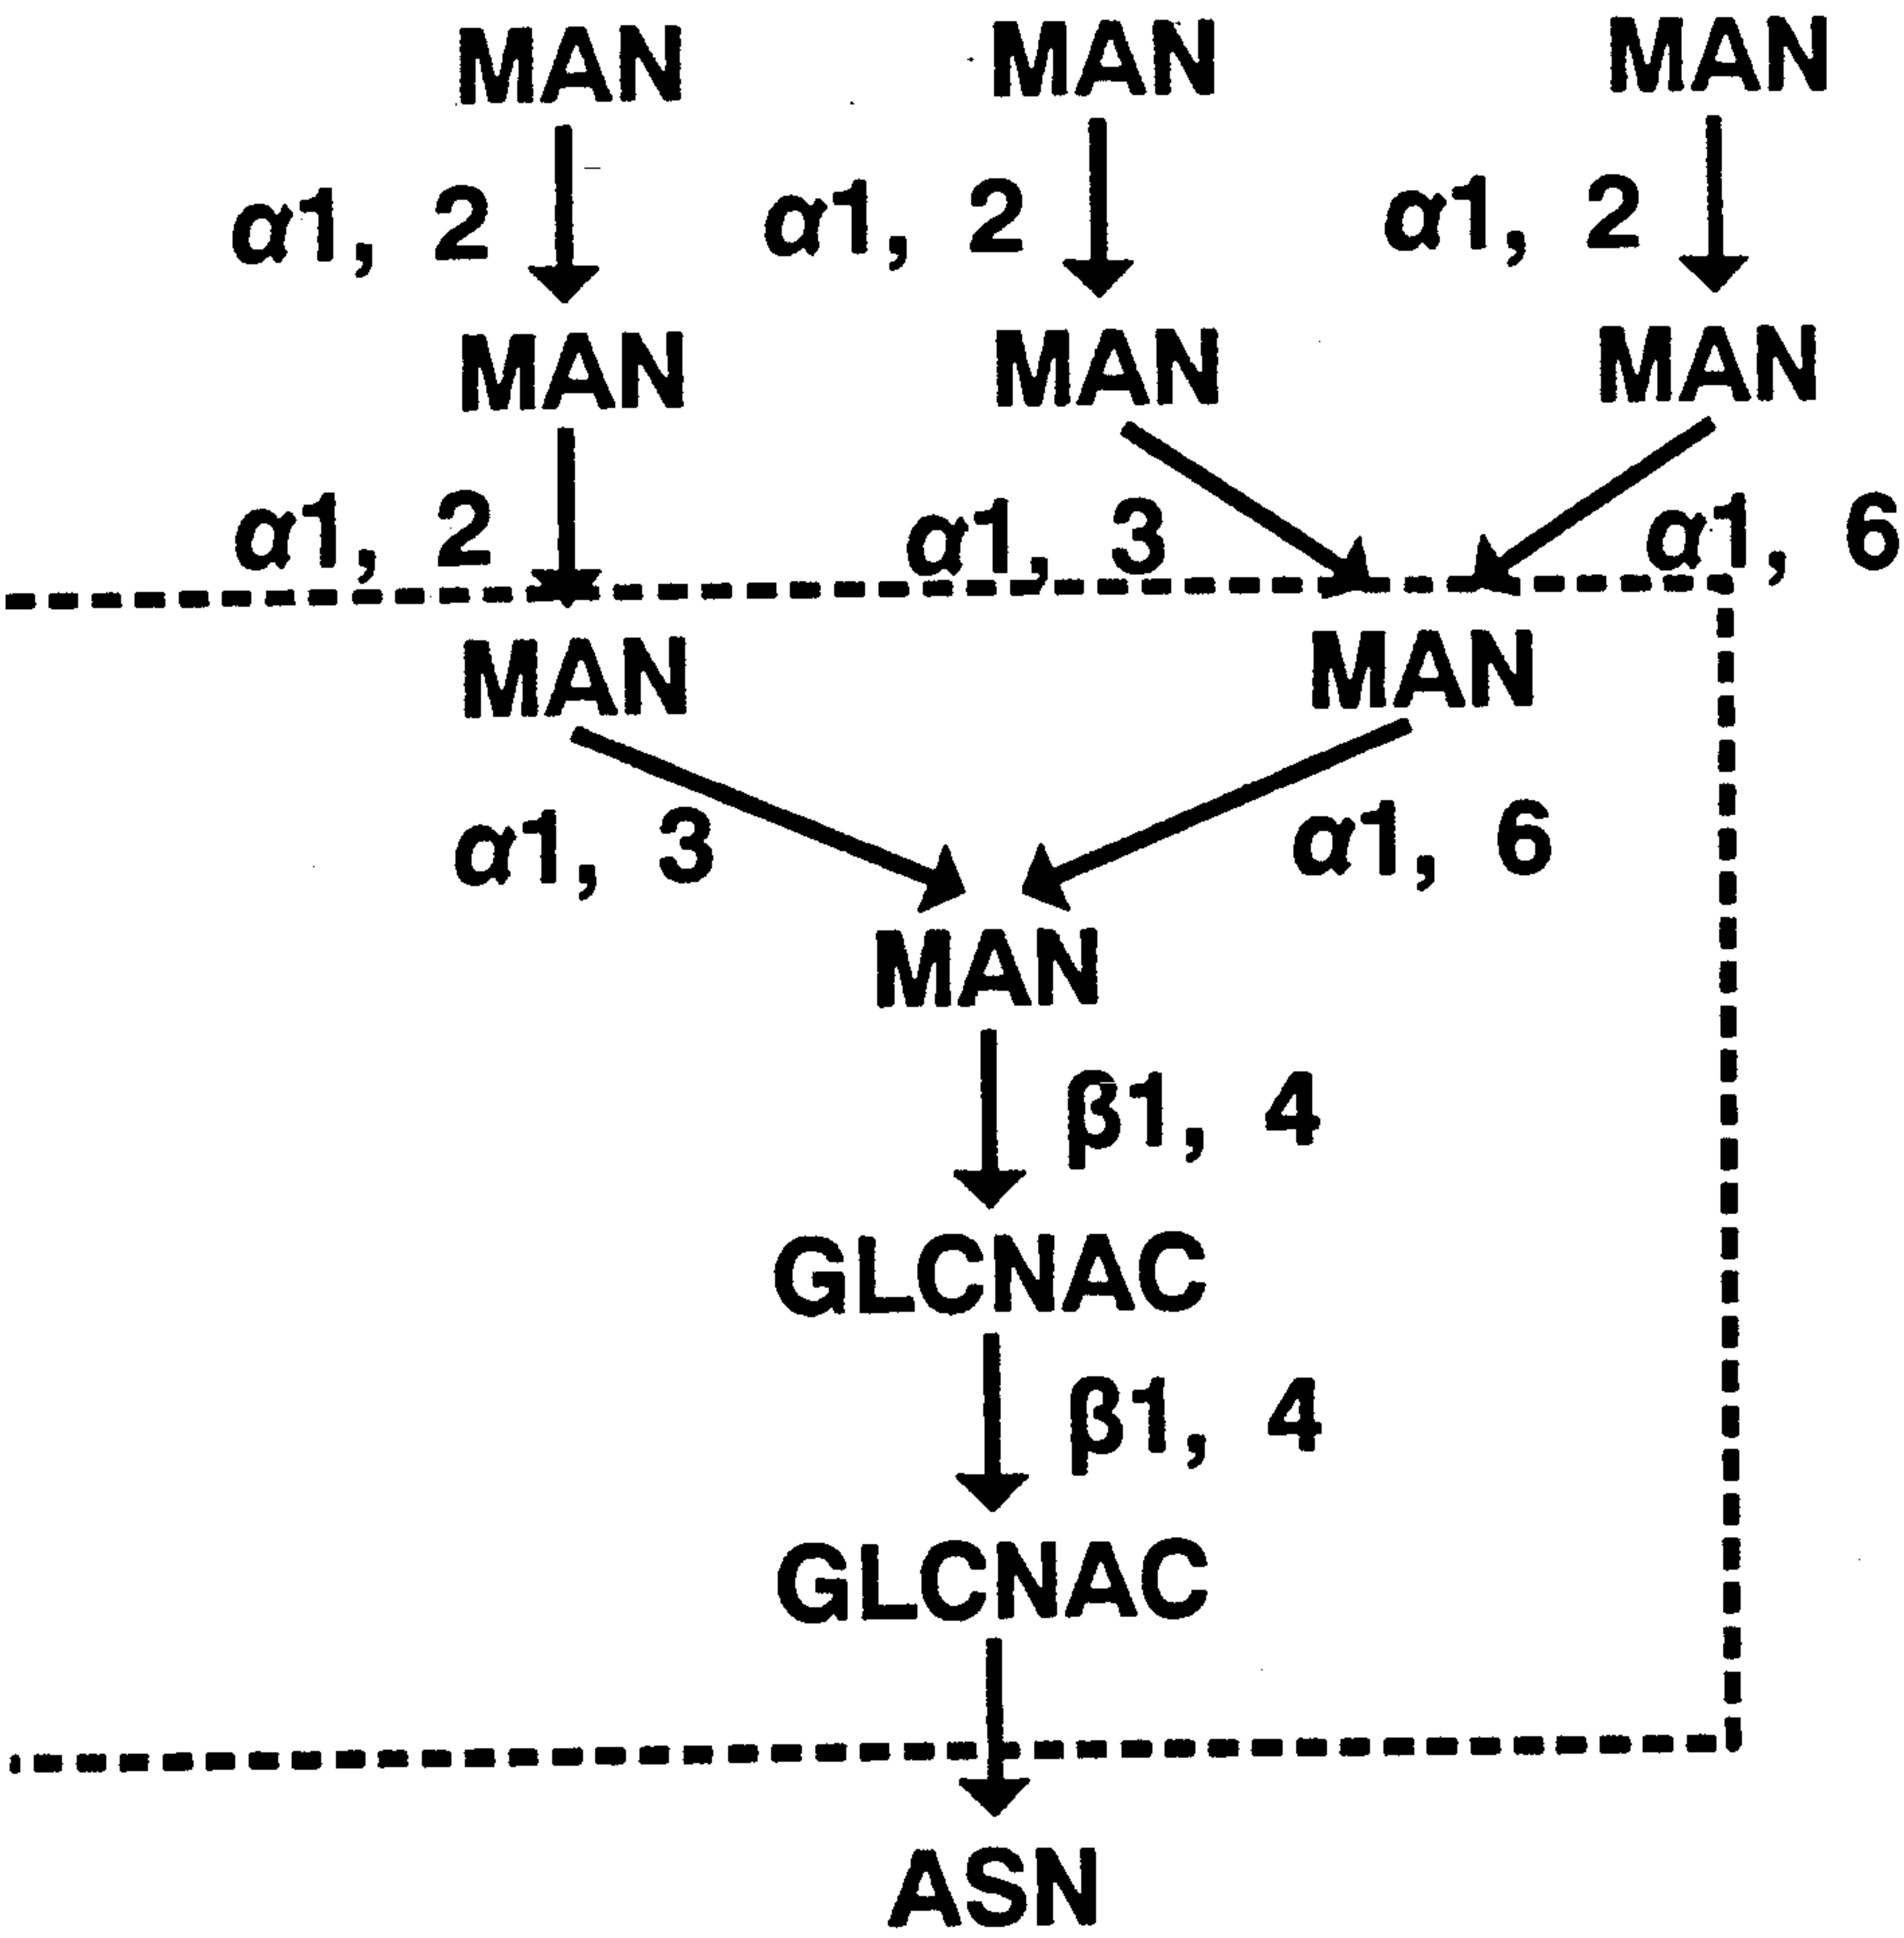 MAN MAN MAN
α1, 2 α1, 2 α1, 2
MAN MAN MAN
α1, 2 α1, 3 α1, 6
MAN MAN
α1, 3 α1, 6
MAN
β1, 4
GLCNAC
β1, 4
GLCNAC
ASN